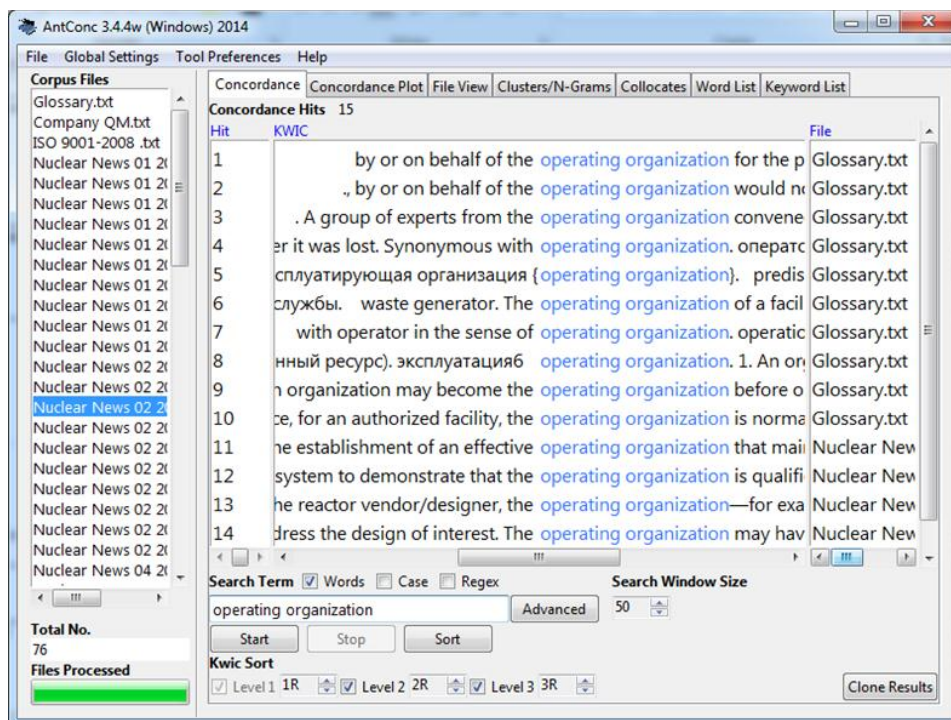 AntConc 3.4.4w (Windows) 2014
File Global Settings Tool Preferences Help
Corpus Files
Glossary.txt
Company QM.txt
ISO 9001-2008 .txt
Nuclear News 01 20
Nuclear News 01 20
Nuclear News 01 20
Nuclear News 01 20
Nuclear News 01 20
Nuclear News 01 20
Nuclear News 01 20
Nuclear News 01 20
Nuclear News 01 20
Nuclear News 01 20
Nuclear News 02 20
Nuclear News 02 20
Nuclear News 02 20
Nuclear News 02 20
Nuclear News 02 20
Nuclear News 02 20
Nuclear News 02 20
Nuclear News 02 20
Nuclear News 02 20
Nuclear News 02 20
Nuclear News 04 20
Total No.
76
Files Processed
Concordance Concordance Plot File View Clusters/N-Grams Collocates Word List Keyword List
Concordance Hits 15
Hit KWIC File
1 by or on behalf of the operating organization for the p Glossary.txt
2 ., by or on behalf of the operating organization would no Glossary.txt
3 . A group of experts from the operating organization convene Glossary.txt
4 er it was lost. Synonymous with operating organization. операто Glossary.txt
5 сплуатирующая организация {operating organization}. predis Glossary.txt
6 службы. waste generator. The operating organization of a facil Glossary.txt
7 with operator in the sense of operating organization. operatio Glossary.txt
8 нный ресурс). эксплуатация6 operating organization. 1. An org Glossary.txt
9 n organization may become the operating organization before o Glossary.txt
10 ce, for an authorized facility, the operating organization is norma Glossary.txt
11 he establishment of an effective operating organization that mai Nuclear New
12 system to demonstrate that the operating organization is qualifi Nuclear New
13 he reactor vendor/designer, the operating organization—for exa Nuclear New
14 dress the design of interest. The operating organization may hav Nuclear New
Search Term Words Case Regex Search Window Size
operating organization Advanced 50
Start Stop Sort
Kwic Sort
Level 1 1R Level 2 2R Level 3 3R Clone Results